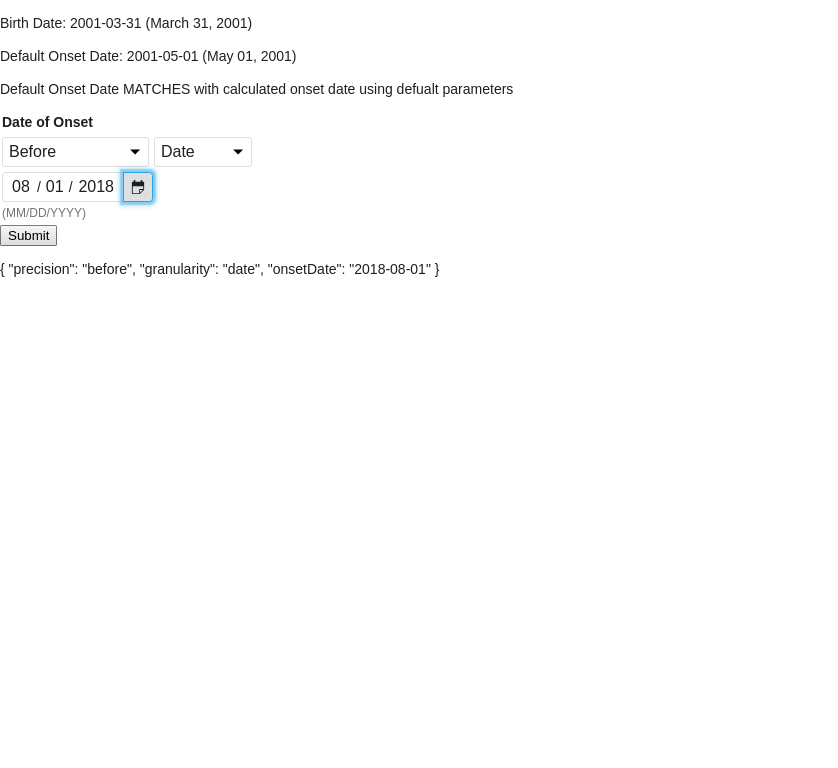 Birth Date: 2001-03-31 (March 31, 2001)
Default Onset Date: 2001-05-01 (May 01, 2001)
Default Onset Date MATCHES with calculated onset date using defualt parameters
Date of Onset
Before Date
08 / 01 / 2018
(MM/DD/YYYY)
Submit
{ "precision": "before", "granularity": "date", "onsetDate": "2018-08-01" }